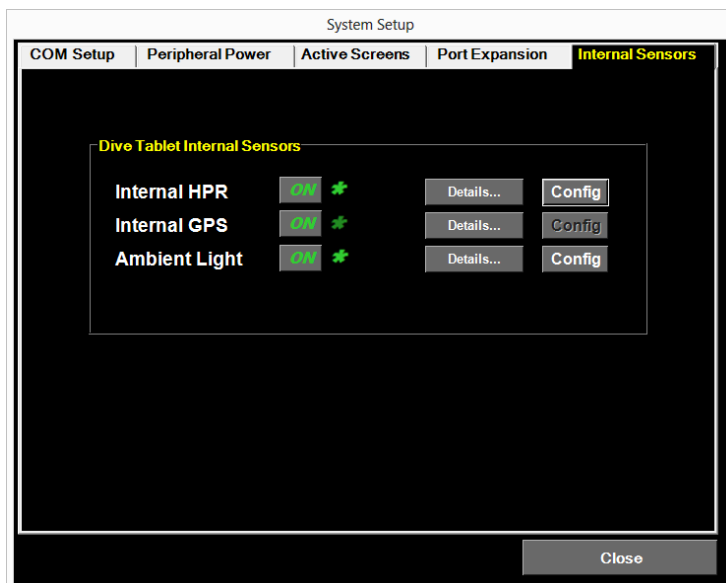 System Setup
COM Setup Peripheral Power Active Screens Port Expansion Internal Sensors
Dive Tablet Internal Sensors
Internal HPR ON * Details... Config
Internal GPS ON * Details... Config
Ambient Light ON * Details... Config
Close